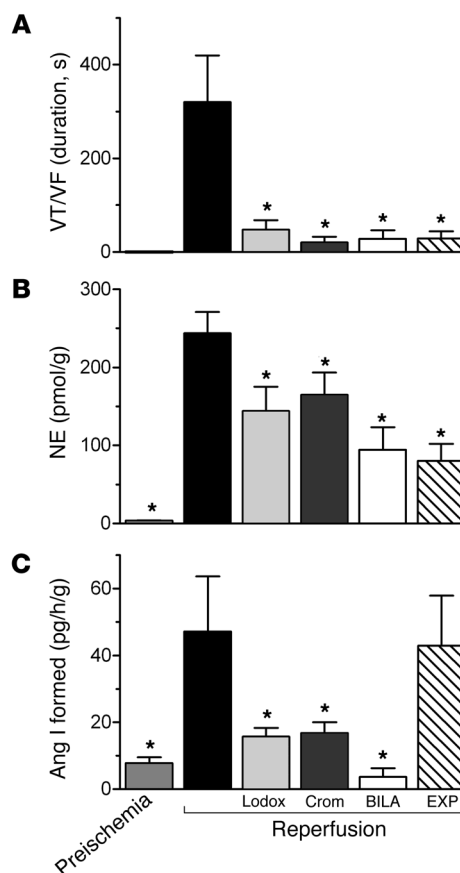 A
VT/VF (duration, s)
400
200
0
* * * *
B
NE (pmol/g)
300
200
100
0
* * * * *
C
Ang I formed (pg/h/g)
60
40
20
0
* * * *
Preischemia
Lodox Crom BILA EXP
Reperfusion